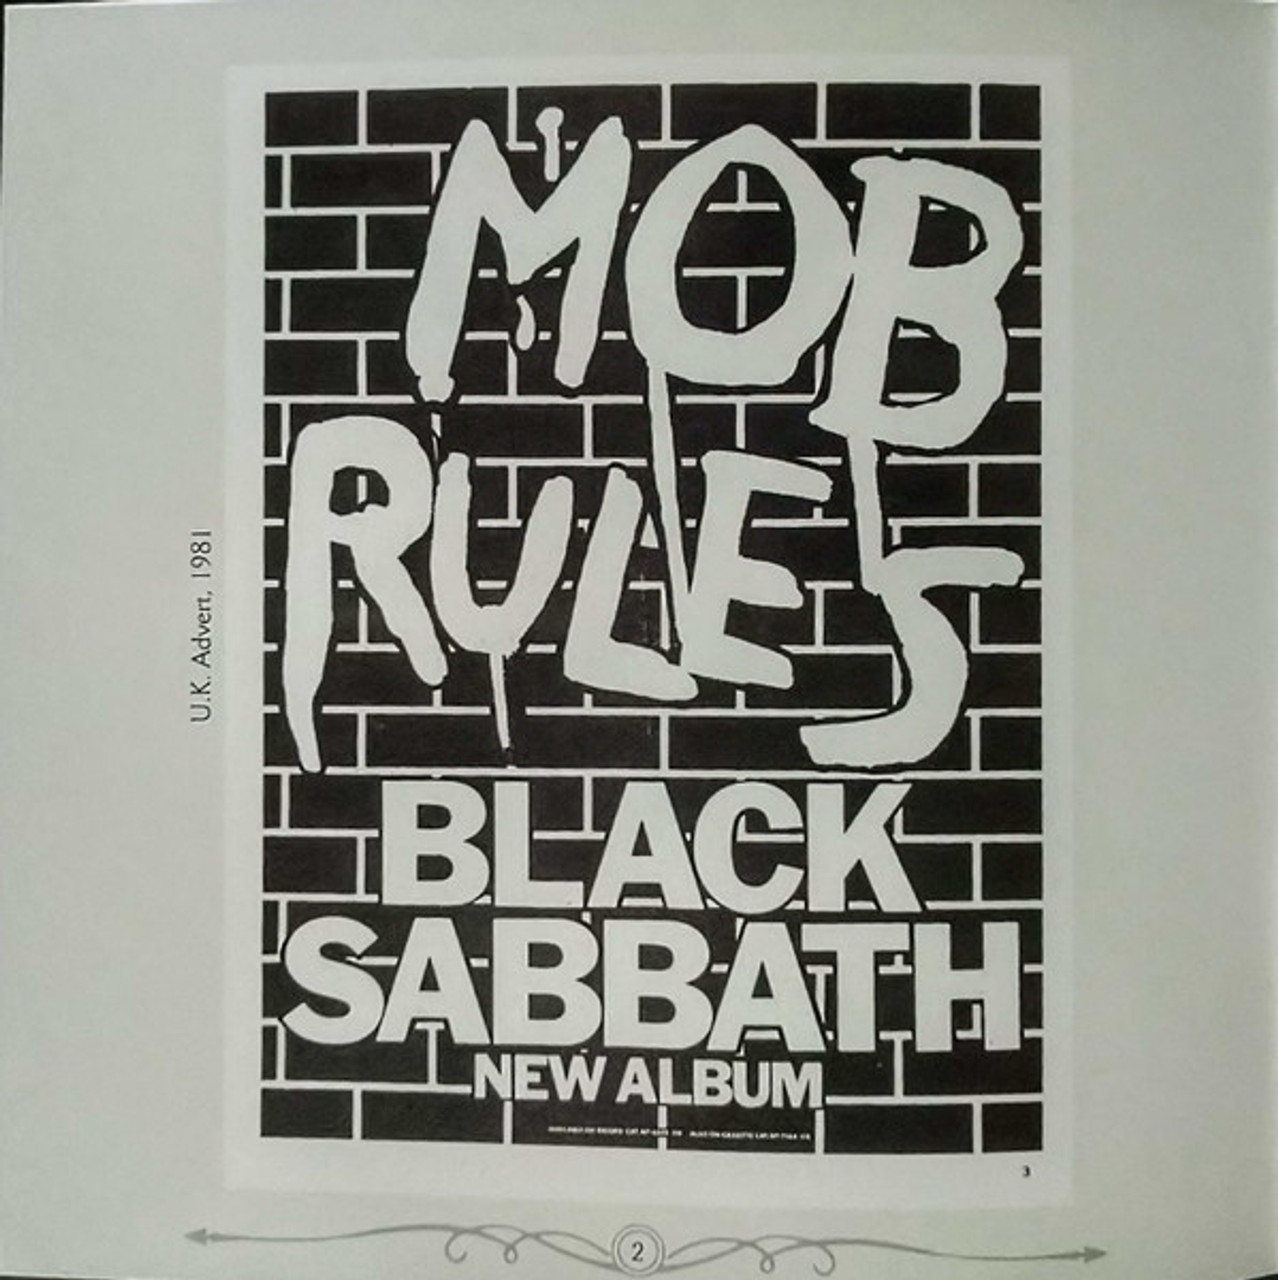 MOB
RULES
BLACK
SABBATH
NEW ALBUM
3
U.K. Advert, 1981
2